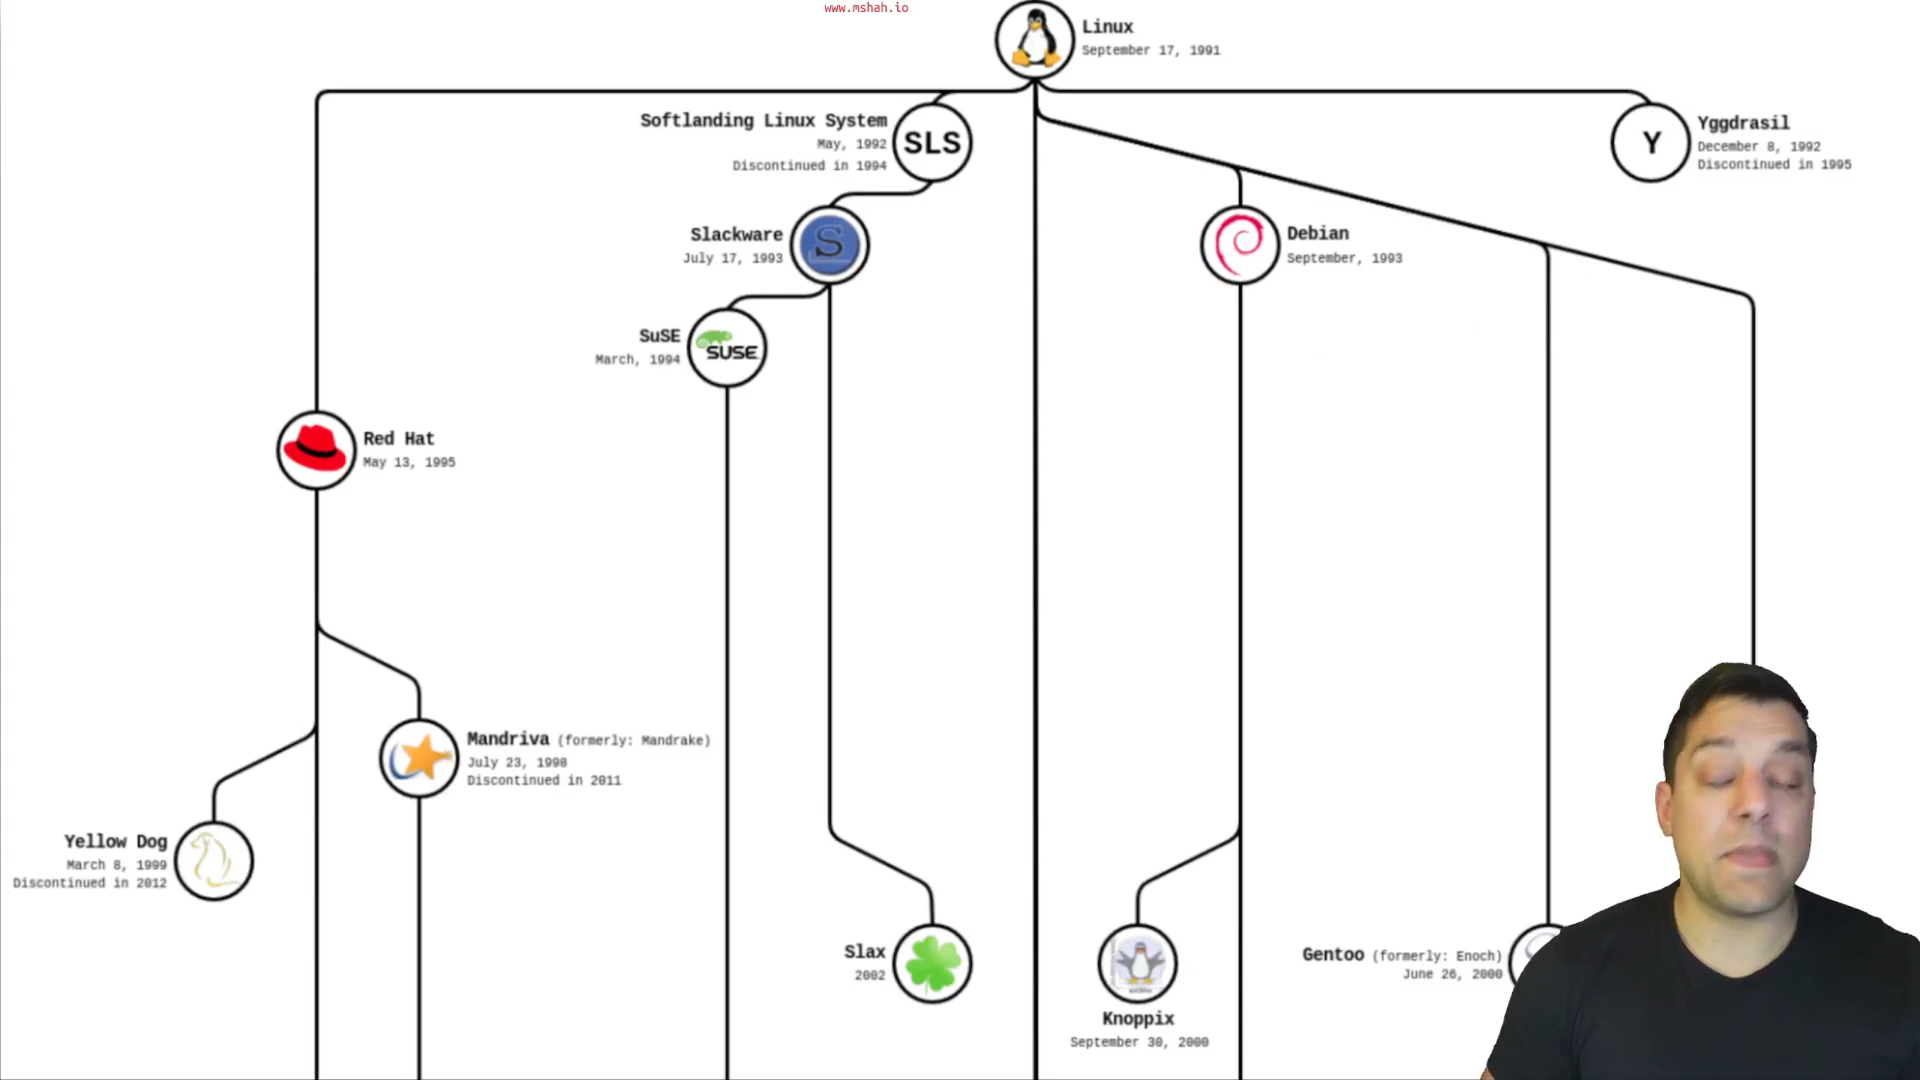 www.mshah.io
Linux
September 17, 1991
Softlanding Linux System
May, 1992
Discontinued in 1994
SLS
Y
Yggdrasil
December 8, 1992
Discontinued in 1995
Slackware
July 17, 1993
S
Debian
September, 1993
SuSE
March, 1994
SUSE
Red Hat
May 13, 1995
Mandriva (formerly: Mandrake)
July 23, 1998
Discontinued in 2011
Yellow Dog
March 8, 1999
Discontinued in 2012
Slax
2002
Knoppix
September 30, 2000
Gentoo (formerly: Enoch)
June 26, 2000